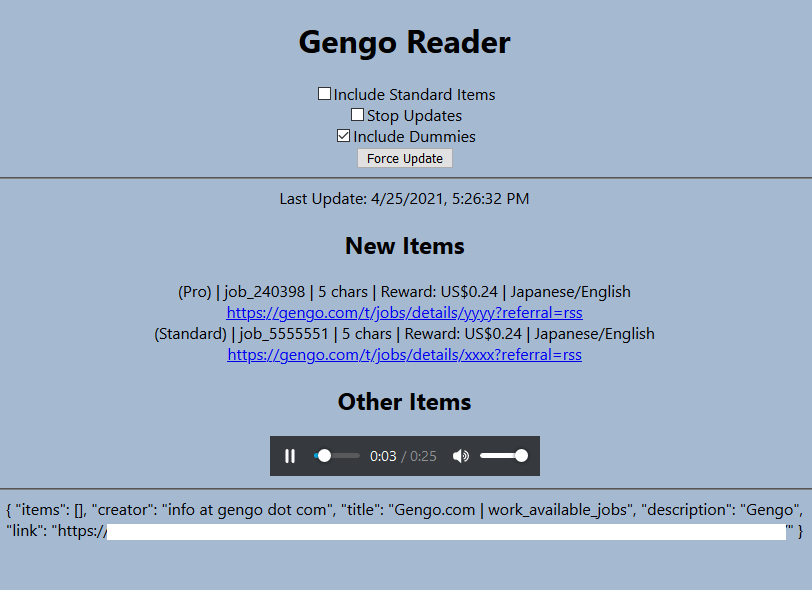 Gengo Reader
Include Standard Items
Stop Updates
Include Dummies
Force Update
Last Update: 4/25/2021, 5:26:32 PM
New Items
(Pro) | job_240398 | 5 chars | Reward: US$0.24 | Japanese/English
https://gengo.com/t/jobs/details/yyyy?referral=rss
(Standard) | job_5555551 | 5 chars | Reward: US$0.24 | Japanese/English
https://gengo.com/t/jobs/details/xxxx?referral=rss
Other Items
0:03 / 0:25
{ "items": [], "creator": "info at gengo dot com", "title": "Gengo.com | work_available_jobs", "description": "Gengo",
"link": "https:/ " }